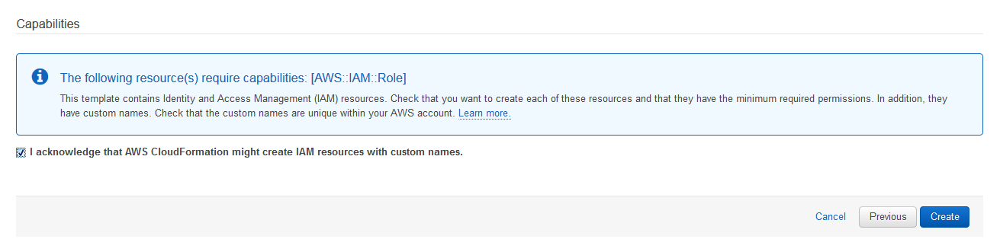 Capabilities
The following resource(s) require capabilities: [AWS::IAM::Role]
This template contains Identity and Access Management (IAM) resources. Check that you want to create each of these resources and that they have the minimum required permissions. In addition, they
have custom names. Check that the custom names are unique within your AWS account. Learn more.
I acknowledge that AWS CloudFormation might create IAM resources with custom names.
Cancel Previous Create